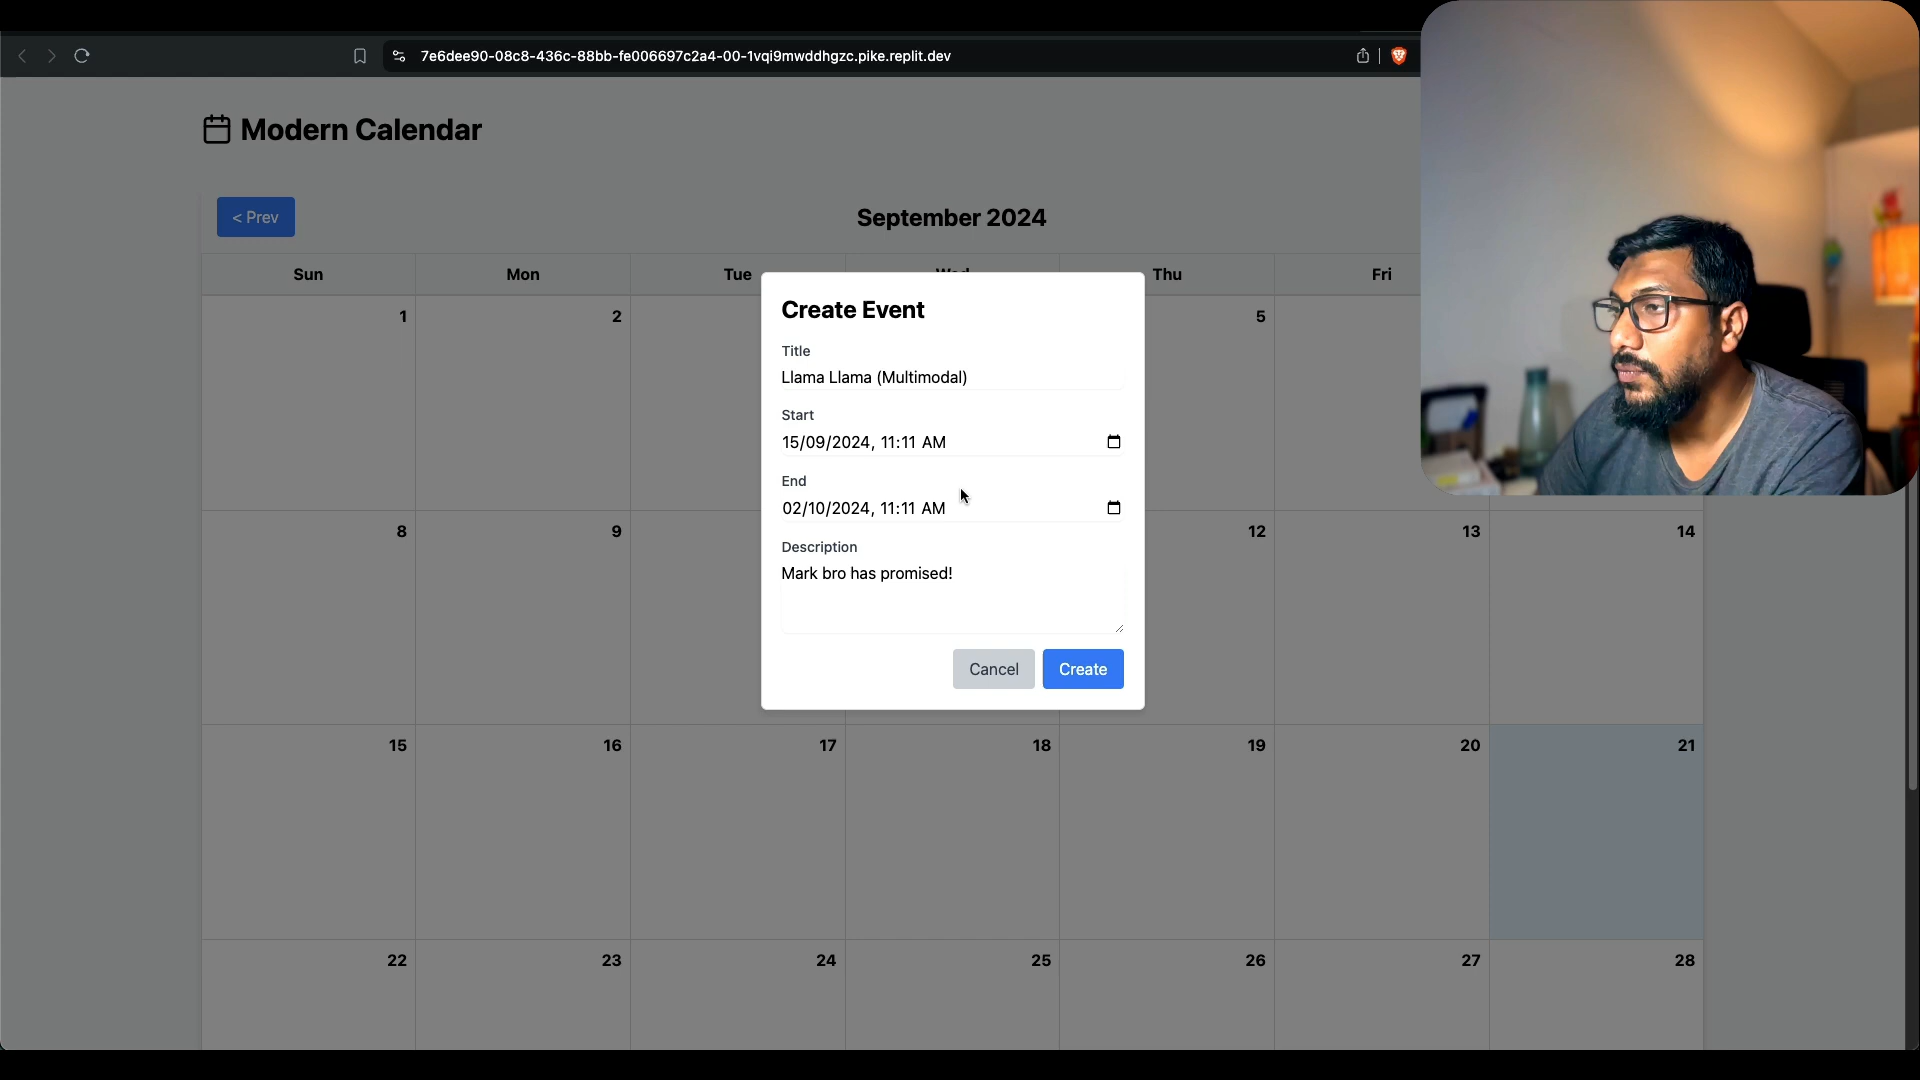 7e6dee90-08c8-436c-88bb-fe006697c2a4-00-1vqi9mwddhgzc.pike.replit.dev
Modern Calendar
< Prev
September 2024
Sun Mon Tue Wed Thu Fri
1 2 5
Create Event
Title
Llama Llama (Multimodal)
Start
15/09/2024, 11:11 AM
End
02/10/2024, 11:11 AM
8 9 12 13 14
Description
Mark bro has promised!
Cancel Create
15 16 17 18 19 20 21
22 23 24 25 26 27 28